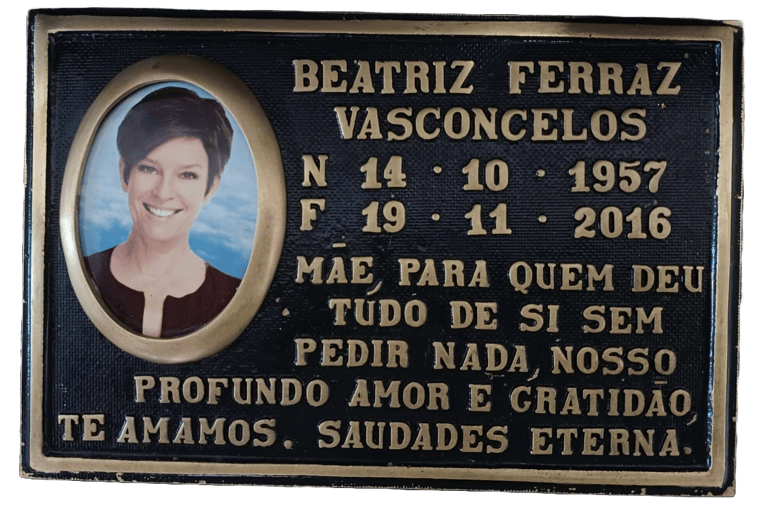 BEATRIZ FERRAZ
VASCONCELOS
N 14 · 10 · 1957
F 19 · 11 · 2016
MÃE, PARA QUEM DEU
TUDO DE SI SEM
PEDIR NADA, NOSSO
PROFUNDO AMOR E GRATIDÃO,
TE AMAMOS. SAUDADES ETERNA.